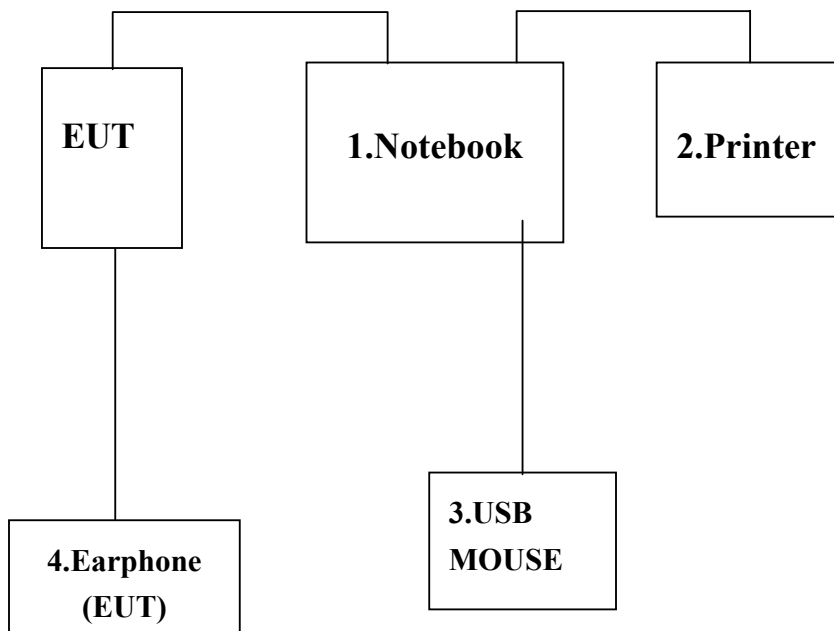 EUT
1.Notebook
2.Printer
3.USB
MOUSE
4.Earphone
(EUT)